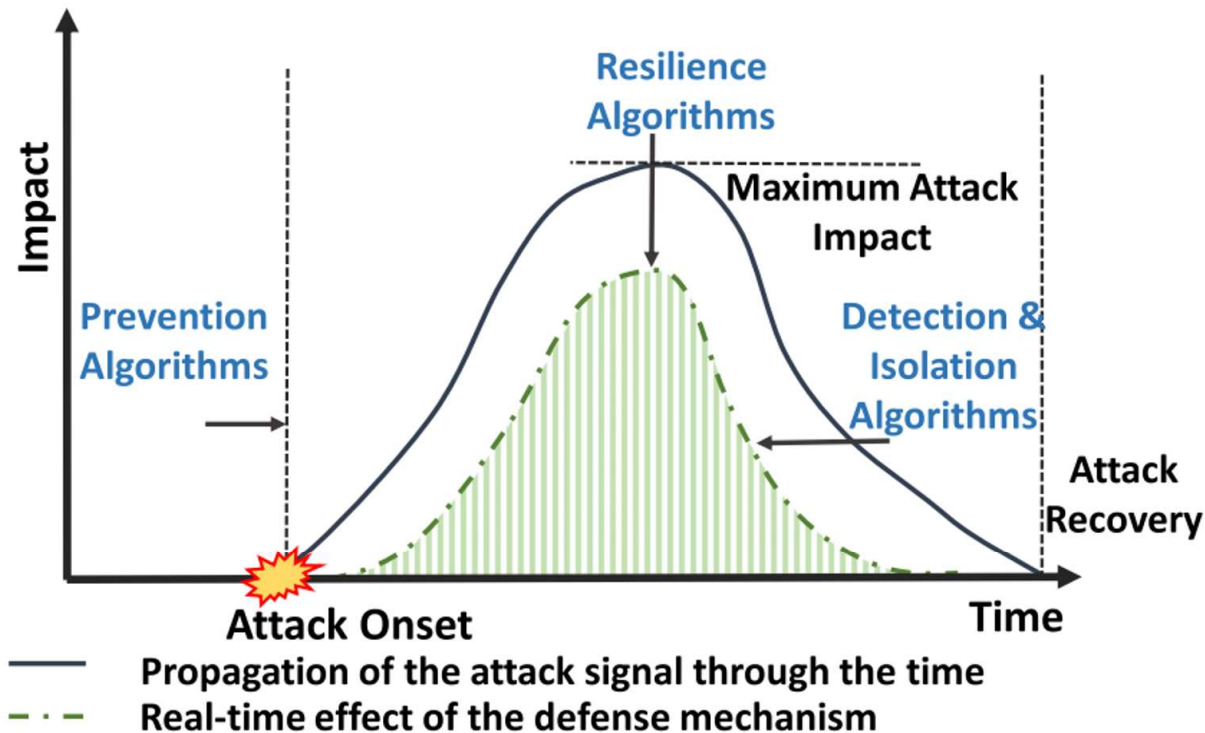 Resilience
Algorithms
Impact
Maximum Attack
Impact
Prevention
Algorithms
Detection &
Isolation
Algorithms
Attack
Recovery
Attack Onset
Time
Propagation of the attack signal through the time
Real-time effect of the defense mechanism